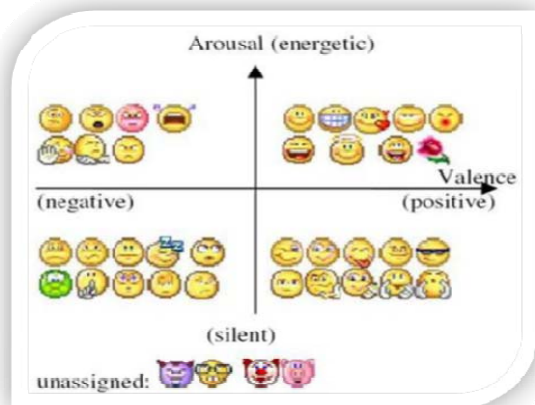 Arousal (energetic)
Valence
(negative)
(positive)
(silent)
unassigned: